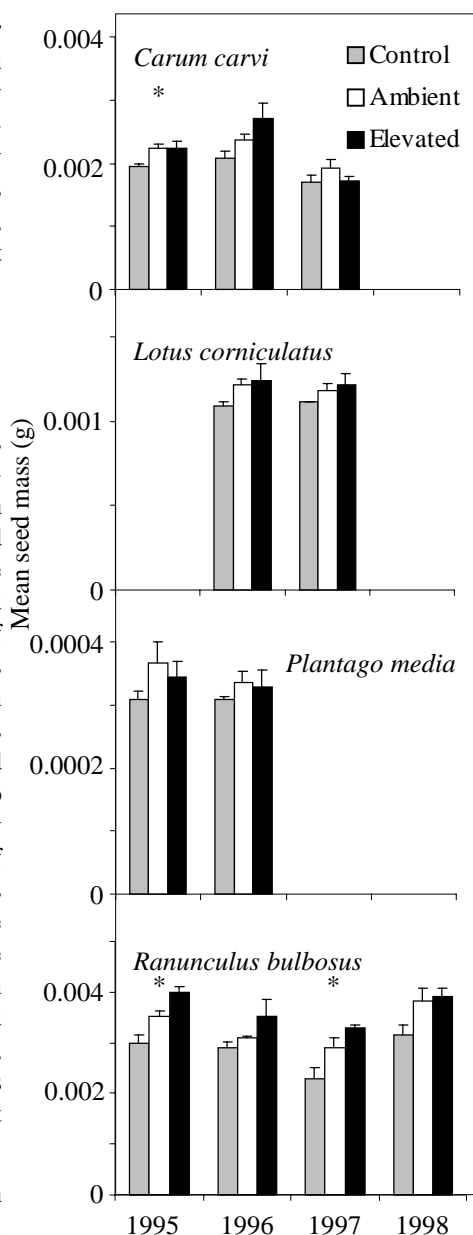 0.004
Carum carvi
Control
*
Ambient
Elevated
0.002
0
Lotus corniculatus
0.001
0
Mean seed mass (g)
0.0004
Plantago media
0.0002
0
Ranunculus bulbosus
* *
0.004
0.002
0
1995 1996 1997 1998